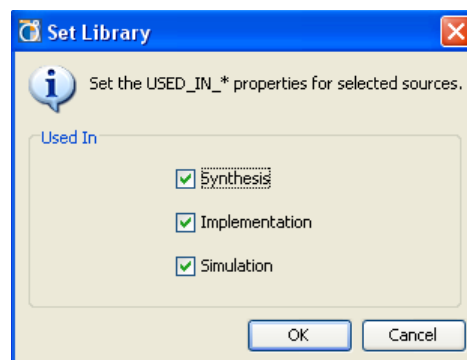 Set Library
Set the USED_IN_* properties for selected sources.
Used In
Synthesis
Implementation
Simulation
OK Cancel